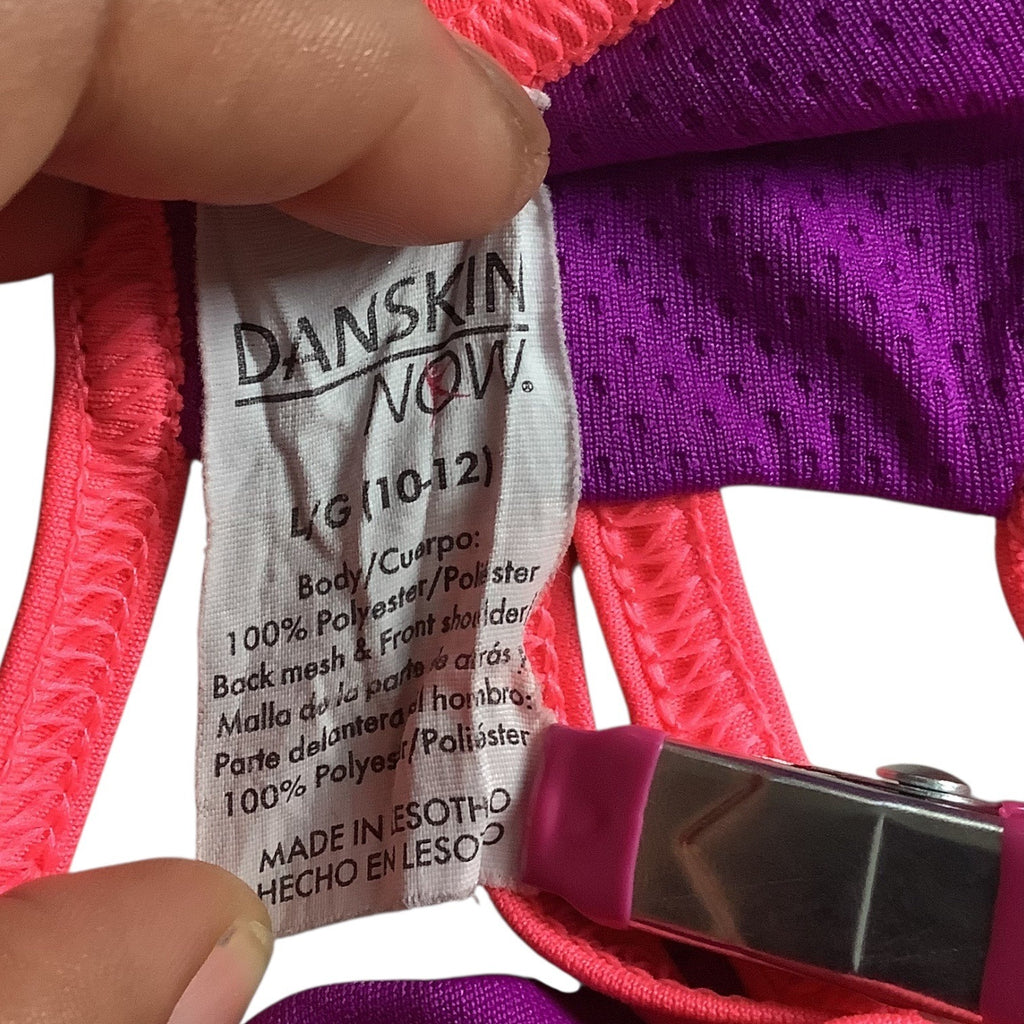 DANSKIN
NOW®
L/G (10-12)
Body/Cuerpo:
100% Polyester/Poliéster
Back mesh & Front shoulder/
Malla de la parte de atrás y
Parte delantera del hombro:
100% Polyester/Poliéster
MADE IN LESOTHO
HECHO EN LESOO